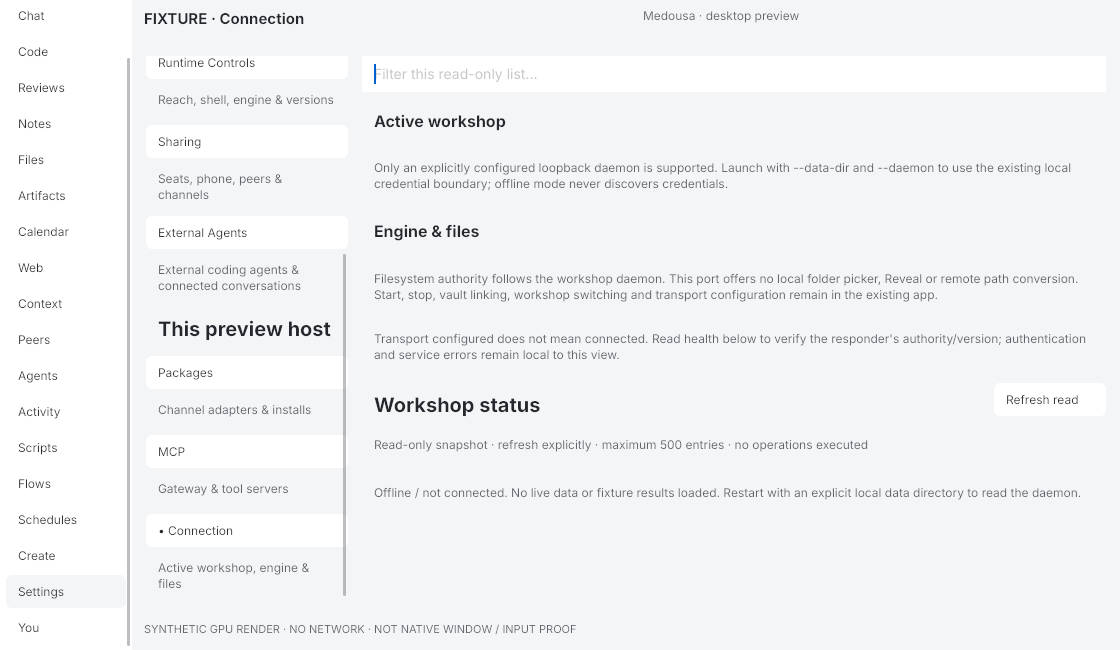 Chat
Code
Reviews
Notes
Files
Artifacts
Calendar
Web
Context
Peers
Agents
Activity
Scripts
Flows
Schedules
Create
Settings
You
FIXTURE · Connection
Medousa · desktop preview
Runtime Controls
Reach, shell, engine & versions
Sharing
Seats, phone, peers &
channels
External Agents
External coding agents &
connected conversations
This preview host
Packages
Channel adapters & installs
MCP
Gateway & tool servers
• Connection
Active workshop, engine &
files
Filter this read-only list...
Active workshop
Only an explicitly configured loopback daemon is supported. Launch with --data-dir and --daemon to use the existing local
credential boundary; offline mode never discovers credentials.
Engine & files
Filesystem authority follows the workshop daemon. This port offers no local folder picker, Reveal or remote path conversion.
Start, stop, vault linking, workshop switching and transport configuration remain in the existing app.
Transport configured does not mean connected. Read health below to verify the responder's authority/version; authentication
and service errors remain local to this view.
Workshop status
Refresh read
Read-only snapshot · refresh explicitly · maximum 500 entries · no operations executed
Offline / not connected. No live data or fixture results loaded. Restart with an explicit local data directory to read the daemon.
SYNTHETIC GPU RENDER · NO NETWORK · NOT NATIVE WINDOW / INPUT PROOF